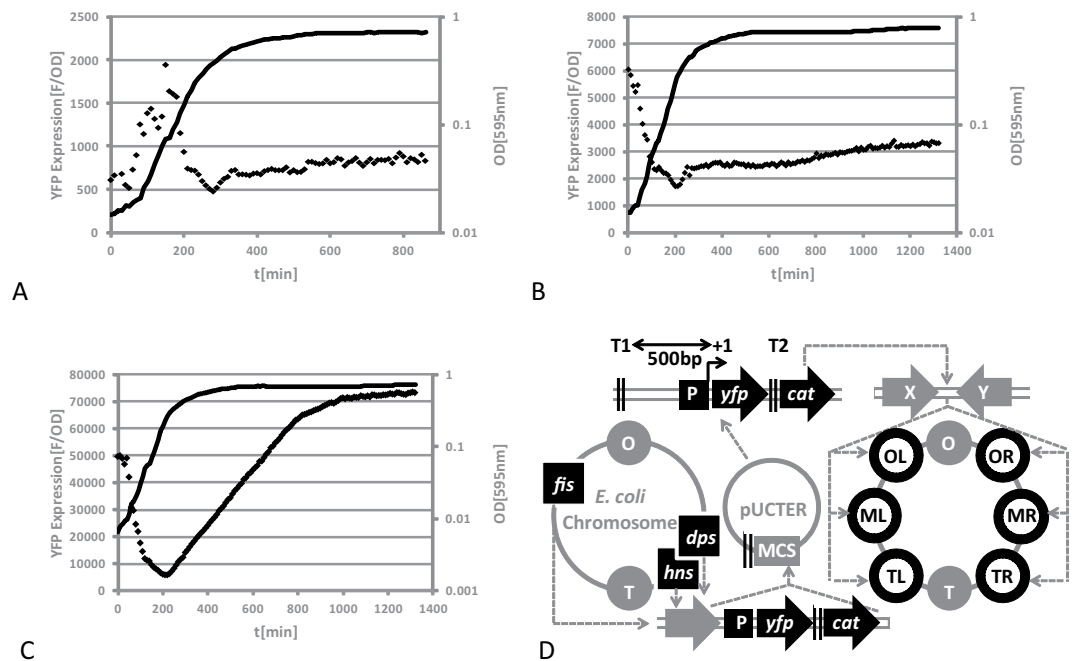 2500
2000
1500
1000
500
0
YFP Expression[F/OD]
1
0.1
0.01
OD[595nm]
0 200 400 600 800
t[min]
A
8000
7000
6000
5000
4000
3000
2000
1000
0
YFP Expression[F/OD]
1
0.1
0.01
OD[595nm]
0 200 400 600 800 1000 1200 1400
t[min]
B
80000
70000
60000
50000
40000
30000
20000
10000
0
YFP Expression[F/OD]
1
0.1
0.01
0.001
OD[595nm]
0 200 400 600 800 1000 1200 1400
t[min]
C
T1 +1 T2
500bp
P yfp cat
X Y
O
fis
E. coli
Chromosome
dps
hns
T
pUCTER
MCS
P yfp cat
O
OL OR
ML MR
TL TR
T
D